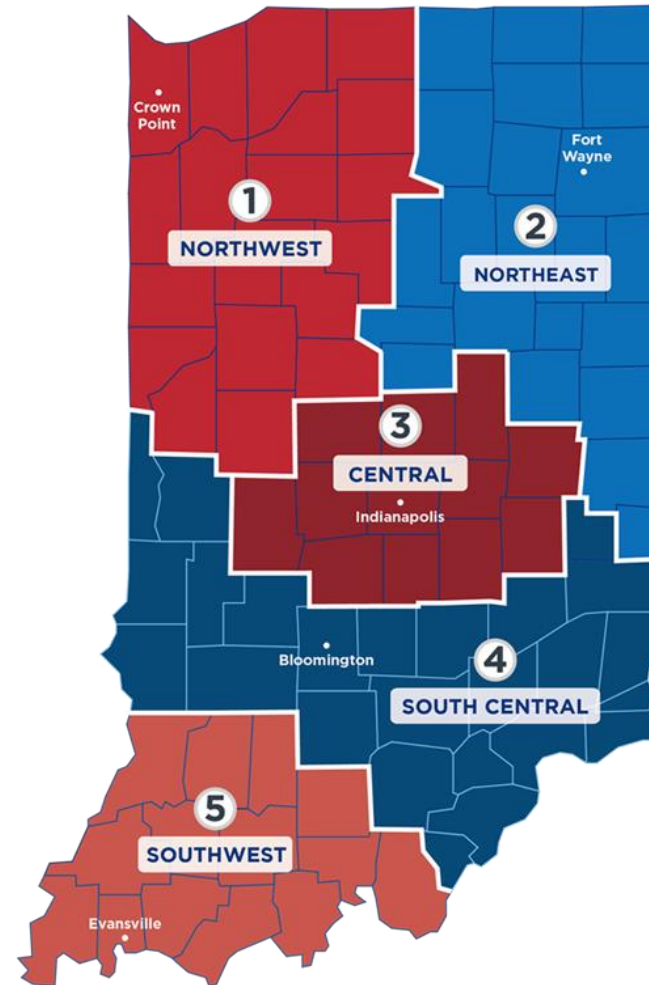 Crown
Point
1
NORTHWEST
Fort
Wayne
2
NORTHEAST
3
CENTRAL
Indianapolis
Bloomington
4
SOUTH CENTRAL
5
SOUTHWEST
Evansville